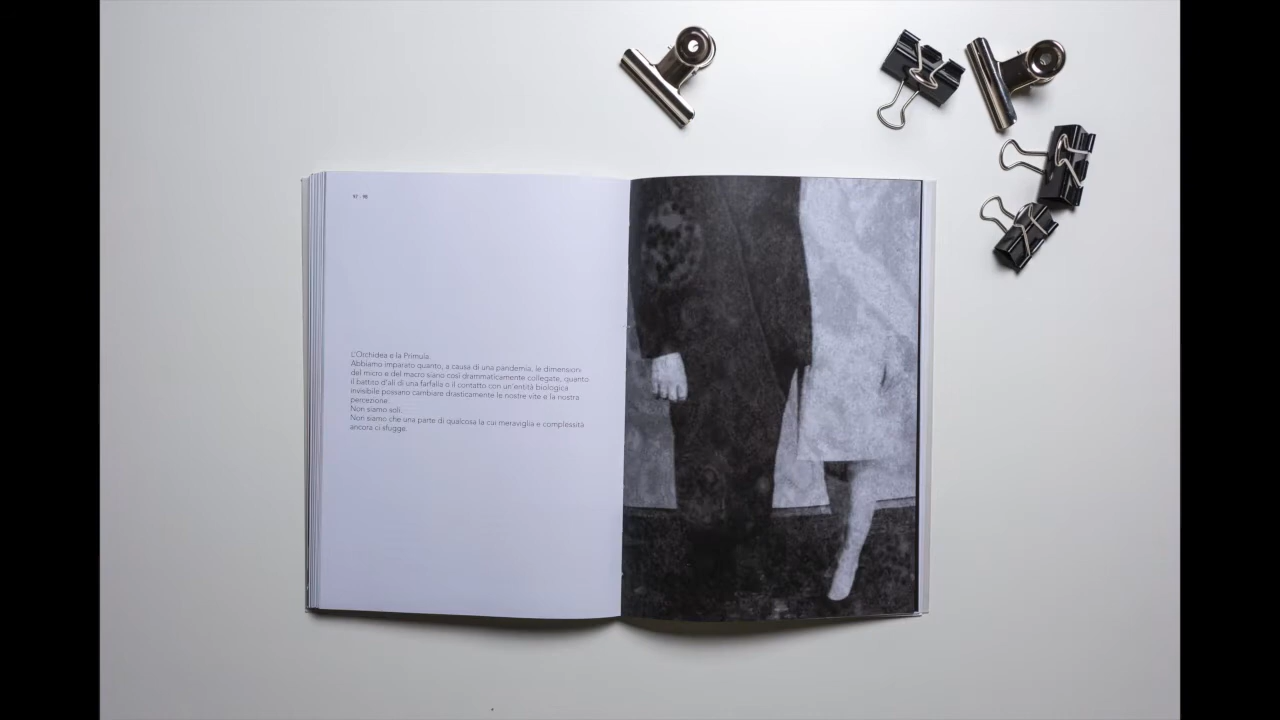 97 - 98
L'Orchidea e la Primula
Abbiamo imparato quanto, a causa di una pandemia, le dimensioni
del micro e del macro siano così drammaticamente collegate, quanto
il battito d'ali di una farfalla o il contatto con un'entità biologica
invisibile possano cambiare drasticamente le nostre vite e la nostra
percezione.
Non siamo soli.
Non siamo che una parte di qualcosa la cui meraviglia e complessità
ancora ci sfugge.